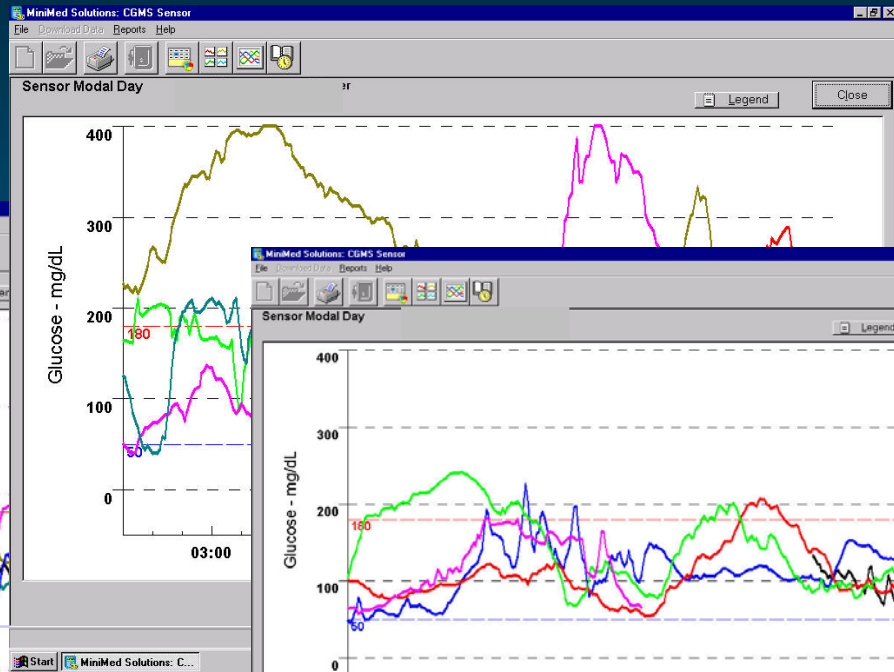 MiniMed Solutions: CGMS Sensor
File Download Data Reports Help
Sensor Modal Day
Legend
Close
400
300
200
180
100
50
0
Glucose - mg/dL
03:00
MiniMed Solutions: CGMS Sensor
File Download Data Reports Help
Sensor Modal Day
Legend
400
300
200
180
100
50
0
Glucose - mg/dL
Start
MiniMed Solutions: C...